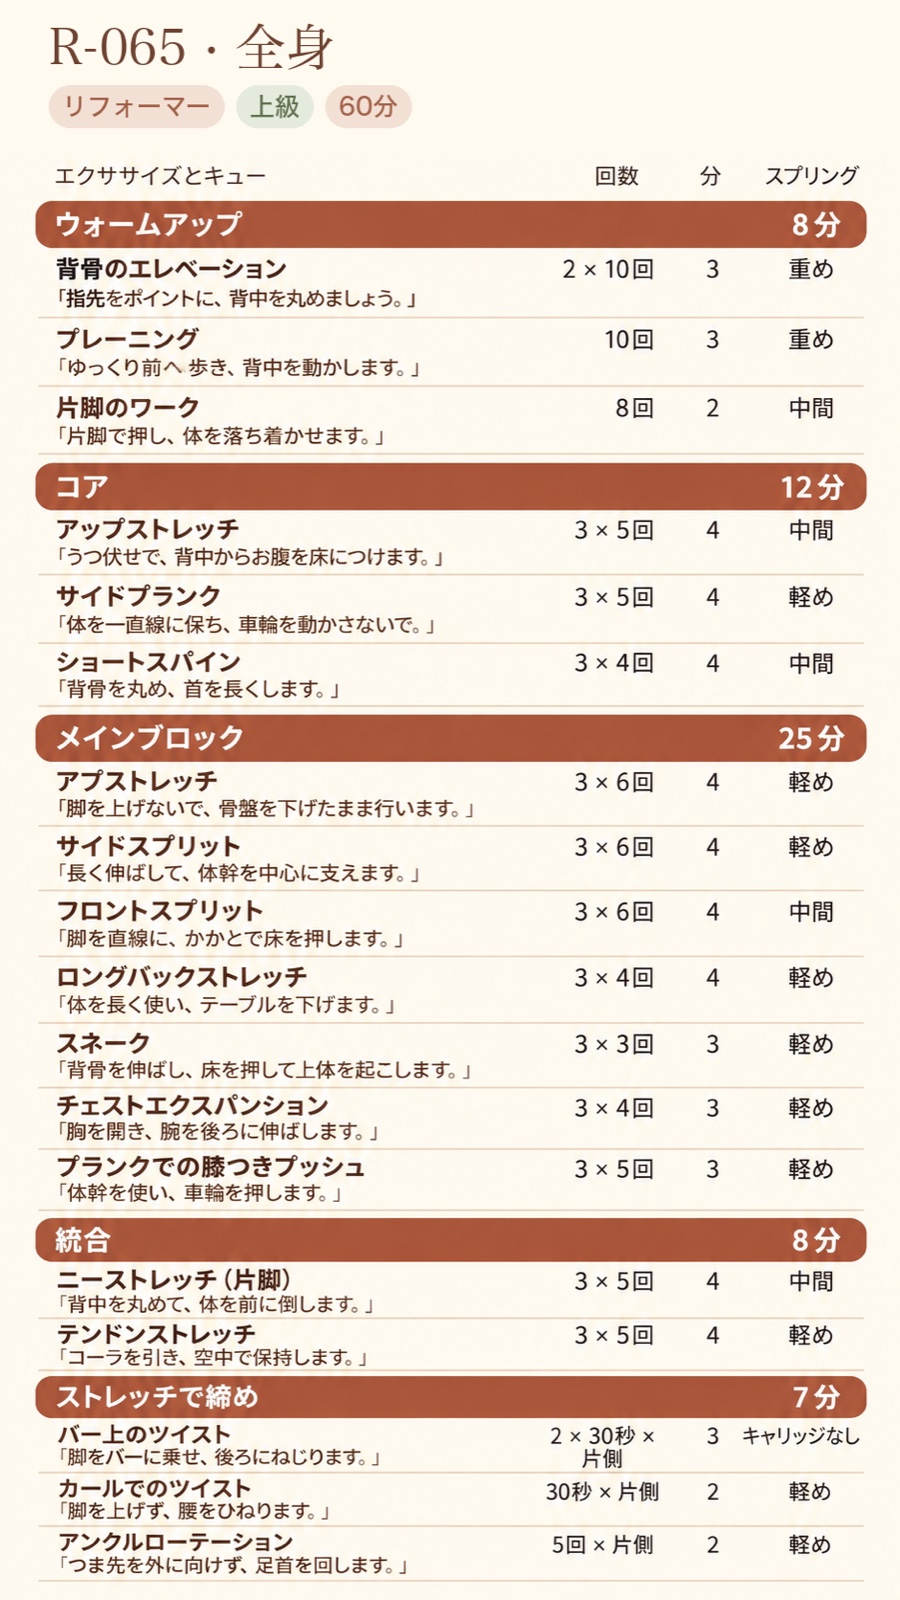 R-065 · 全身
リフォーマー 上級 60分
エクササイズとキュー 回数 分 スプリング
ウォームアップ 8分
背骨のエレベーション 2 × 10回 3 重め
「指先をポイントに、背中を丸めましょう。」
プレーニング 10回 3 重め
「ゆっくり前へ歩き、背中を動かします。」
片脚のワーク 8回 2 中間
「片脚で押し、体を落ち着かせます。」
コア 12分
アップストレッチ 3 × 5回 4 中間
「うつ伏せで、背中からお腹を床につけます。」
サイドプランク 3 × 5回 4 軽め
「体を一直線に保ち、車輪を動かさないで。」
ショートスパイン 3 × 4回 4 中間
「背骨を丸め、首を長くします。」
メインブロック 25分
アプストレッチ 3 × 6回 4 軽め
「脚を上げないで、骨盤を下げたまま行います。」
サイドスプリット 3 × 6回 4 軽め
「長く伸ばして、体幹を中心に支えます。」
フロントスプリット 3 × 6回 4 中間
「脚を直線に、かかとで床を押します。」
ロングバックストレッチ 3 × 4回 4 軽め
「体を長く使い、テーブルを下げます。」
スネーク 3 × 3回 3 軽め
「背骨を伸ばし、床を押して上体を起こします。」
チェストエクスパンション 3 × 4回 3 軽め
「胸を開き、腕を後ろに伸ばします。」
プランクでの膝つきプッシュ 3 × 5回 3 軽め
「体幹を使い、車輪を押します。」
統合 8分
ニーストレッチ（片脚） 3 × 5回 4 中間
「背中を丸めて、体を前に倒します。」
テンドンストレッチ 3 × 5回 4 軽め
「コーラを引き、空中で保持します。」
ストレッチで締め 7分
バー上のツイスト 2 × 30秒 × 片側 3 キャリッジなし
「脚をバーに乗せ、後ろにねじります。」
カールでのツイスト 30秒 × 片側 2 軽め
「脚を上げず、腰をひねります。」
アンクルローテーション 5回 × 片側 2 軽め
「つま先を外に向けず、足首を回します。」